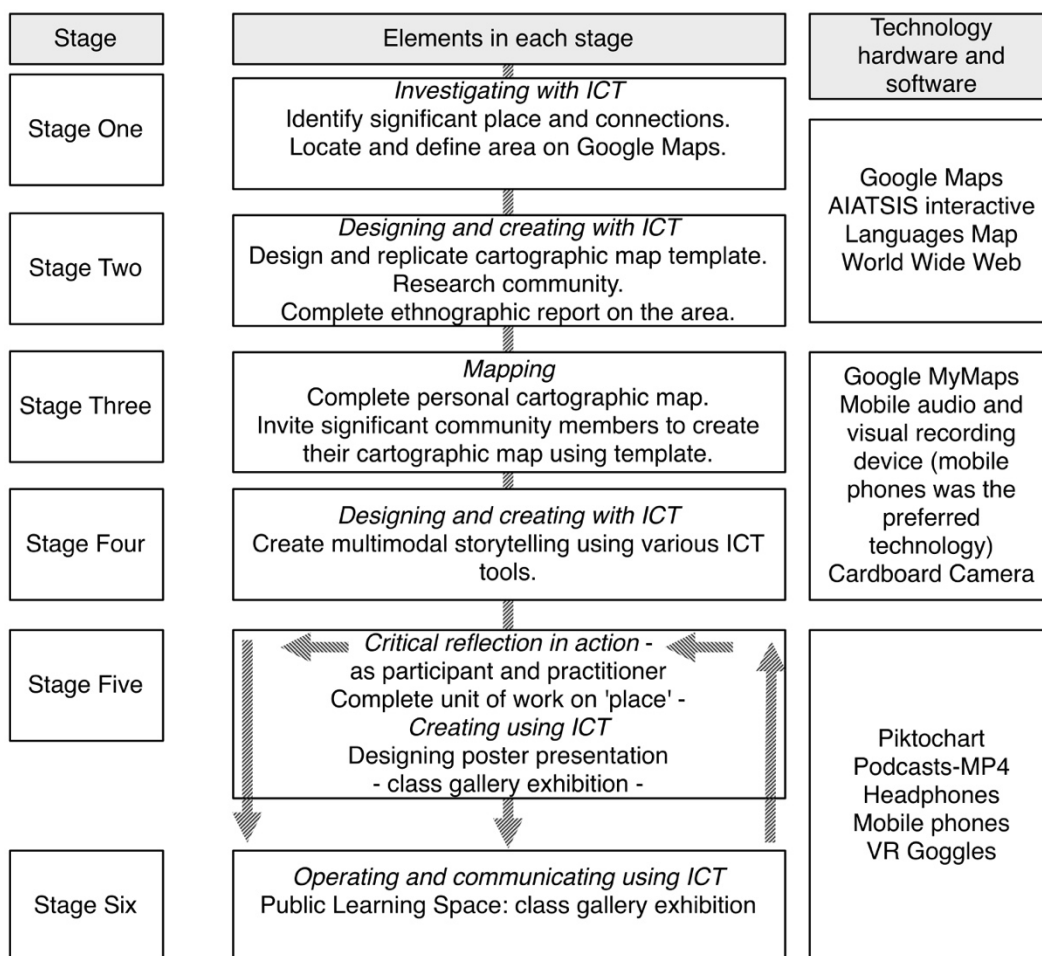 Stage
Elements in each stage
Technology
hardware and
software
Stage One
Investigating with ICT
Identify significant place and connections.
Locate and define area on Google Maps.
Google Maps
AIATSIS interactive
Languages Map
World Wide Web
Stage Two
Designing and creating with ICT
Design and replicate cartographic map template.
Research community.
Complete ethnographic report on the area.
Stage Three
Mapping
Complete personal cartographic map.
Invite significant community members to create
their cartographic map using template.
Google MyMaps
Mobile audio and
visual recording
device (mobile
phones was the
preferred
technology)
Cardboard Camera
Stage Four
Designing and creating with ICT
Create multimodal storytelling using various ICT
tools.
Stage Five
Critical reflection in action -
as participant and practitioner
Complete unit of work on 'place' -
Creating using ICT
Designing poster presentation
- class gallery exhibition -
Piktochart
Podcasts-MP4
Headphones
Mobile phones
VR Goggles
Stage Six
Operating and communicating using ICT
Public Learning Space: class gallery exhibition